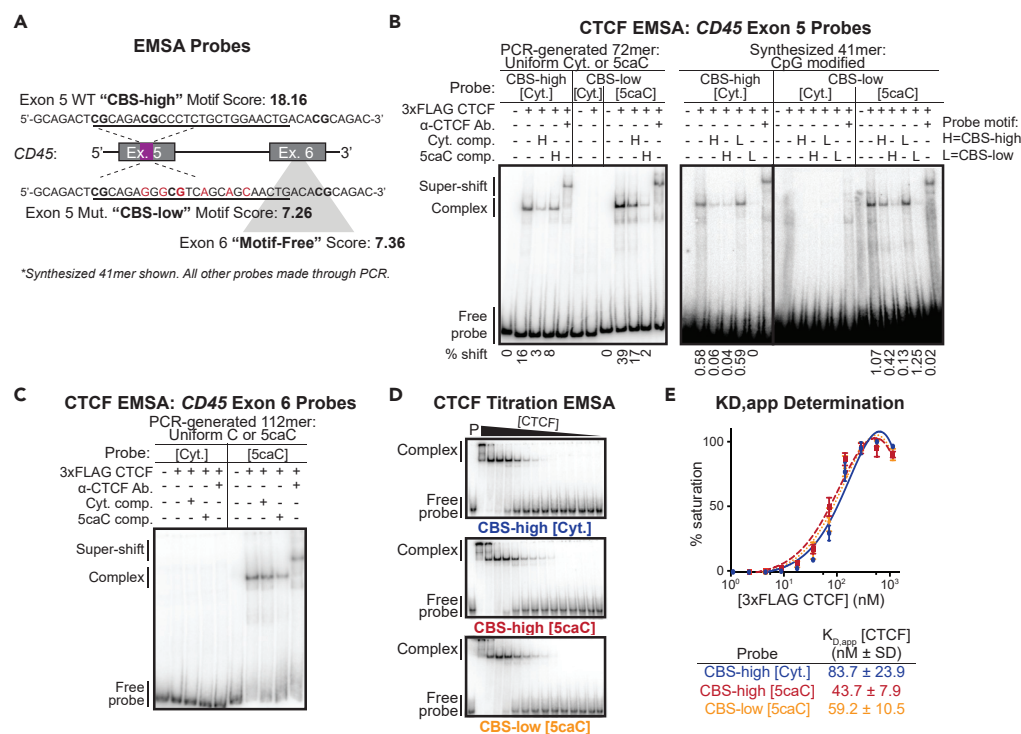 A
EMSA Probes
Exon 5 WT “CBS-high” Motif Score: 18.16
5'-GCAGACTCGCAGACGCCCTCTGCTGGAACTGACACGCAGAC-3'
CD45: 5' Ex. 5 Ex. 6 3'
5'-GCAGACTCGCAGAGGGCGTCAGCAGCAACTGACACGCAGAC-3'
Exon 5 Mut. “CBS-low” Motif Score: 7.26
Exon 6 “Motif-Free” Score: 7.36
*Synthesized 41mer shown. All other probes made through PCR.
B
CTCF EMSA: CD45 Exon 5 Probes
PCR-generated 72mer:
Uniform Cyt. or 5caC
Synthesized 41mer:
CpG modified
Probe:
CBS-high [Cyt.]
CBS-low [Cyt.] [5caC]
CBS-high [Cyt.]
CBS-low [Cyt.] [5caC]
3xFLAG CTCF - + + + + - + - + + + + - + + + + + - + + + + + - + + + + +
α-CTCF Ab.
Cyt comp.
5caC comp.
Probe motif:
H=CBS-high
L=CBS-low
Super-shift
Complex
Free probe
% shift 0 16 3 8 0 39 17 2 0.58 0.06 0.04 0.59 0 1.07 0.42 0.13 1.25 0.02
C
CTCF EMSA: CD45 Exon 6 Probes
PCR-generated 112mer:
Uniform C or 5caC
Probe: [Cyt.] [5caC]
3xFLAG CTCF - + + + + - + + + +
α-CTCF Ab. - - - - + - - - - +
Cyt comp. - - + - - - - + - -
5caC comp. - - - + - - - - + -
Super-shift
Complex
Free probe
D
CTCF Titration EMSA
P [CTCF]
Complex
Free probe
CBS-high [Cyt.]
Complex
Free probe
CBS-high [5caC]
Complex
Free probe
CBS-low [5caC]
E
KD,app Determination
% saturation
100
50
0
10⁰ 10¹ 10² 10³
[3xFLAG CTCF] (nM)
Probe K_D,app [CTCF] (nM ± SD)
CBS-high [Cyt.] 83.7 ± 23.9
CBS-high [5caC] 43.7 ± 7.9
CBS-low [5caC] 59.2 ± 10.5